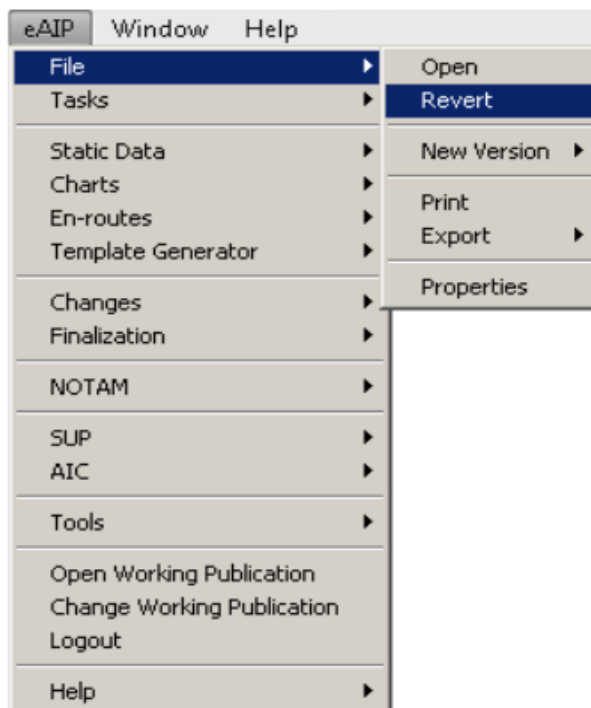 eAIP Window Help
File
Tasks
Static Data
Charts
En-routes
Template Generator
Changes
Finalization
NOTAM
SUP
AIC
Tools
Open Working Publication
Change Working Publication
Logout
Help
Open
Revert
New Version
Print
Export
Properties